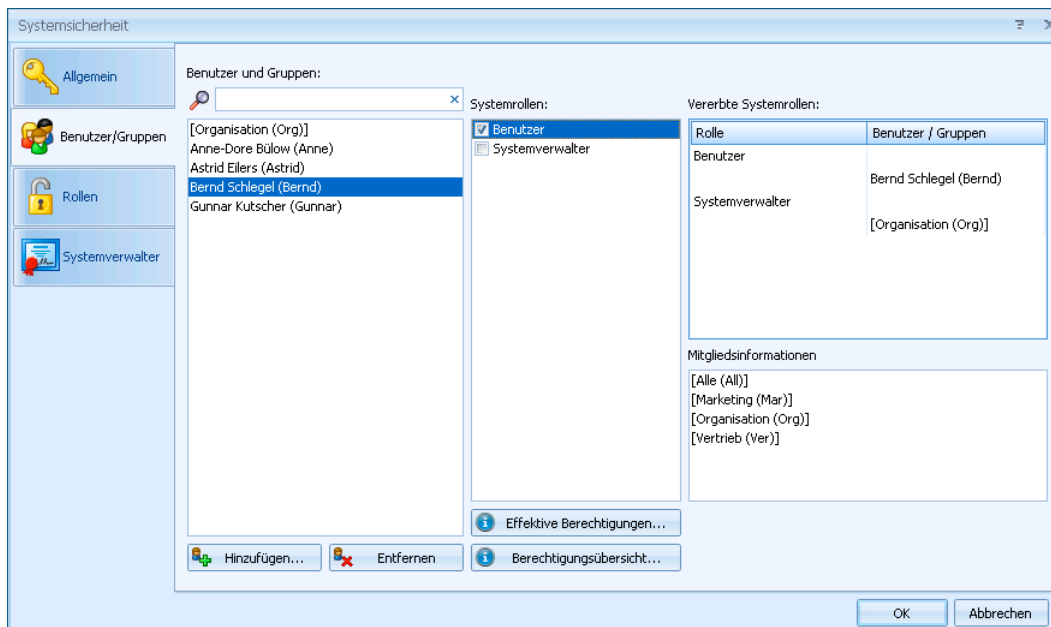 Systemsicherheit
Allgemein
Benutzer/Gruppen
Rollen
Systemverwalter
Benutzer und Gruppen:
[Organisation (Org)]
Anne-Dore Bülow (Anne)
Astrid Eilers (Astrid)
Bernd Schlegel (Bernd)
Gunnar Kutscher (Gunnar)
Hinzufügen...
Entfernen
Systemrollen:
Benutzer
Systemverwalter
Effektive Berechtigungen...
Berechtigungsübersicht...
Vererbte Systemrollen:
Rolle Benutzer / Gruppen
Benutzer
Bernd Schlegel (Bernd)
Systemverwalter
[Organisation (Org)]
Mitgliedsinformationen
[Alle (All)]
[Marketing (Mar)]
[Organisation (Org)]
[Vertrieb (Ver)]
OK
Abbrechen